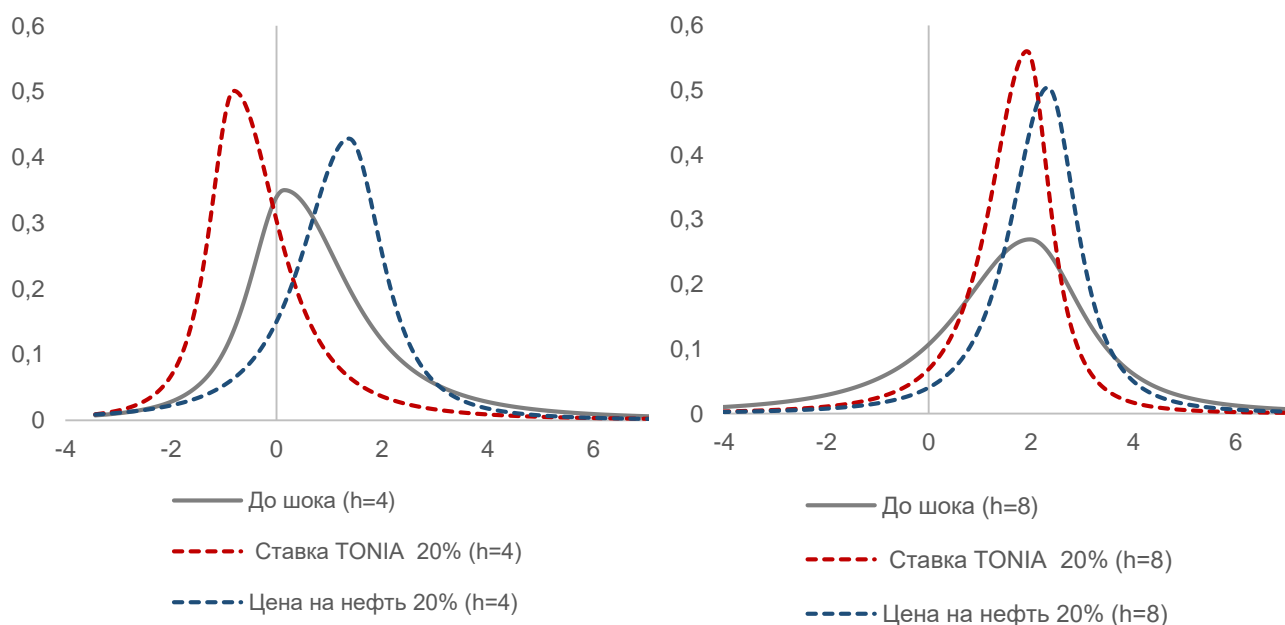 0,6
0,5
0,4
0,3
0,2
0,1
0
-4 -2 0 2 4 6
До шока (h=4)
Ставка TONIA 20% (h=4)
Цена на нефть 20% (h=4)
0,6
0,5
0,4
0,3
0,2
0,1
0
-4 -2 0 2 4 6
До шока (h=8)
Ставка TONIA 20% (h=8)
Цена на нефть 20% (h=8)